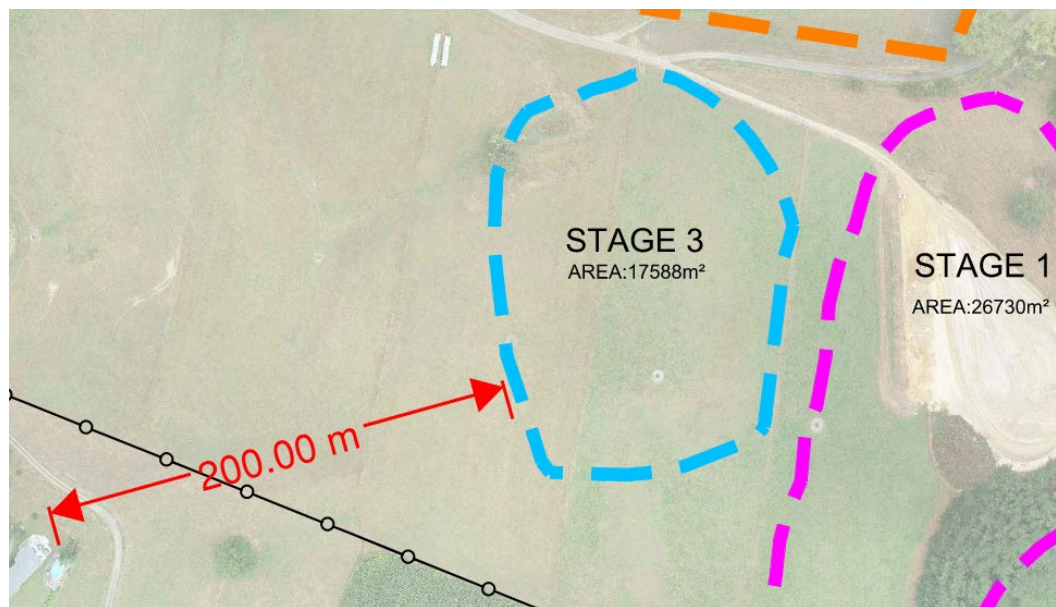 STAGE 3
AREA:17588m²
STAGE 1
AREA:26730m²
200.00 m